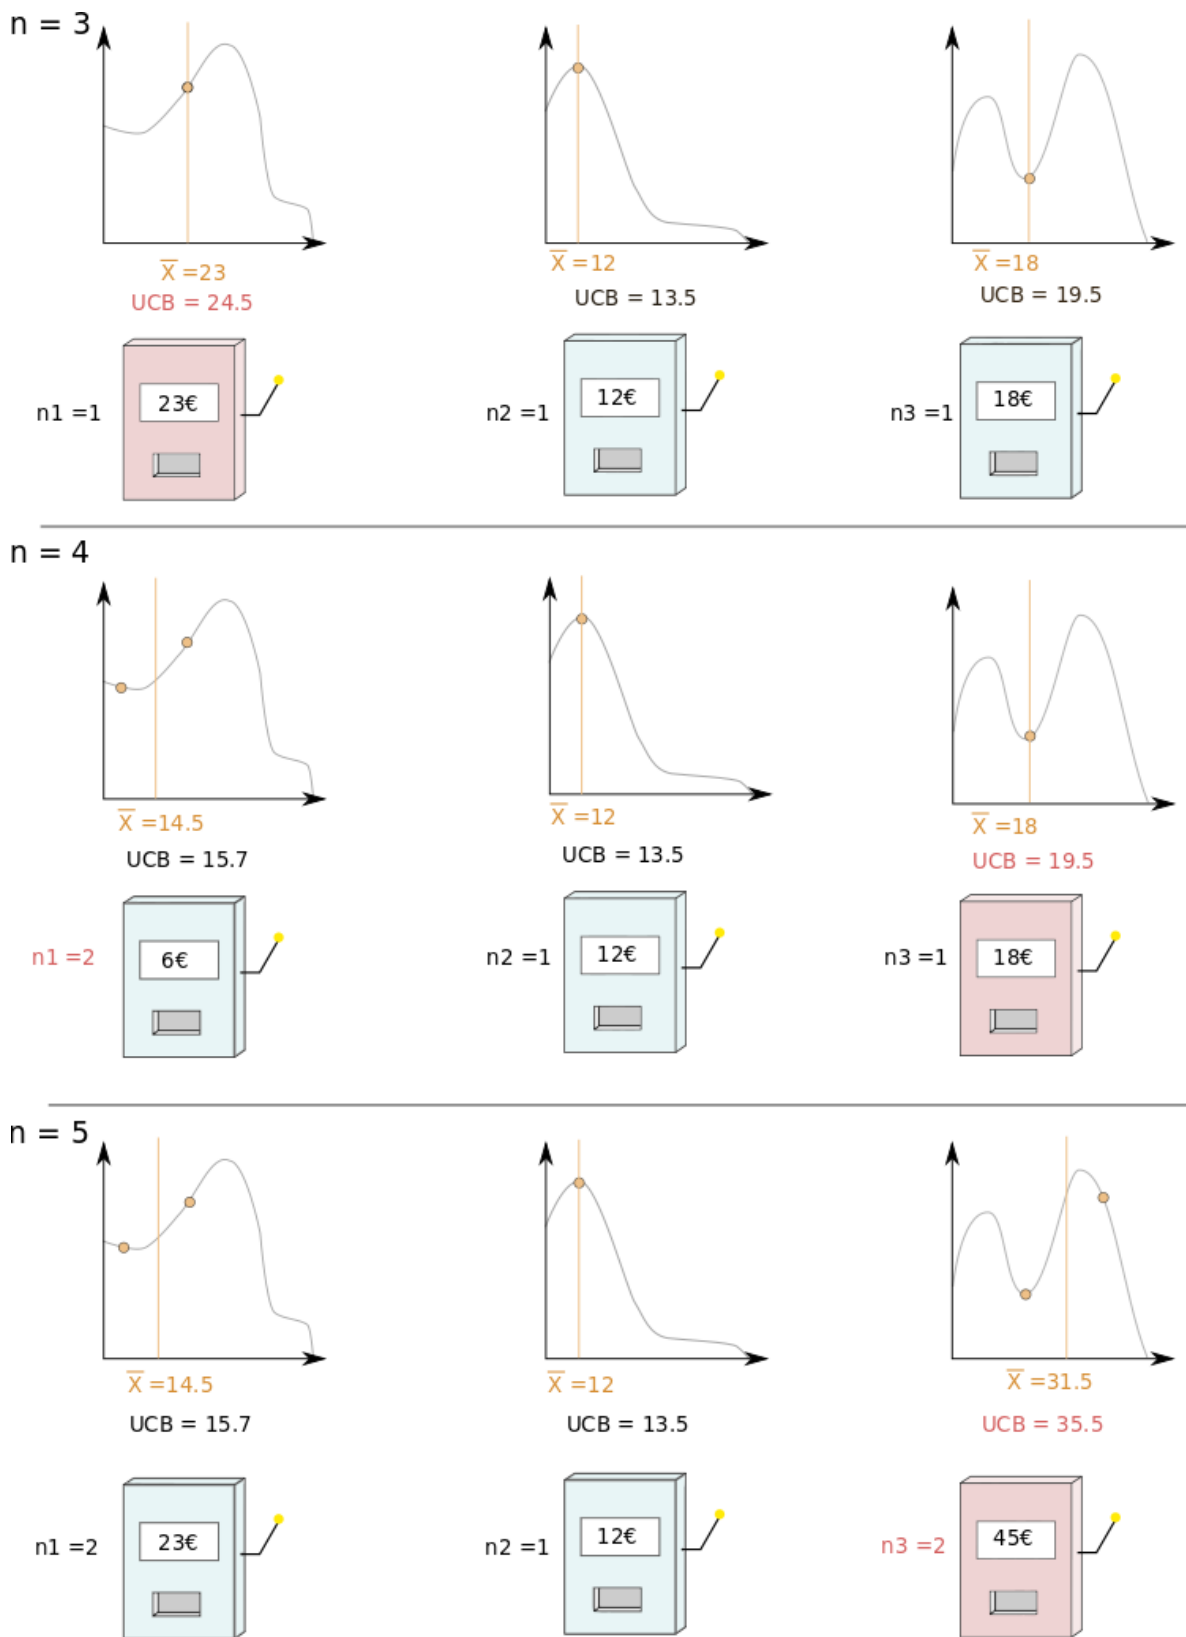 n = 3
X̅ =23
X̅ =12
X̅ =18
UCB = 24.5
UCB = 13.5
UCB = 19.5
n1 =1
23€
n2 =1
12€
n3 =1
18€
n = 4
X̅ =14.5
X̅ =12
X̅ =18
UCB = 15.7
UCB = 13.5
UCB = 19.5
n1 =2
6€
n2 =1
12€
n3 =1
18€
n = 5
X̅ =14.5
X̅ =12
X̅ =31.5
UCB = 15.7
UCB = 13.5
UCB = 35.5
n1 =2
23€
n2 =1
12€
n3 =2
45€